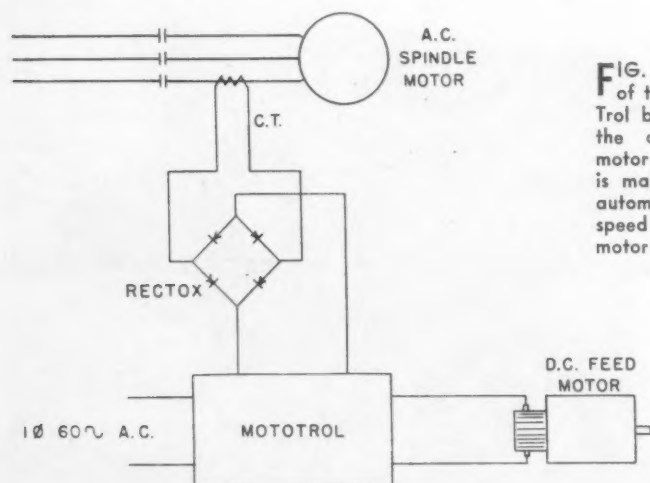 A.C.
SPINDLE
MOTOR
C.T.
RECTOX
1Ø 60~ A.C.
MOTOTROL
D.C. FEED
MOTOR
FIG.
of t
Trol b
the
motor
is ma
autom
speed
motor